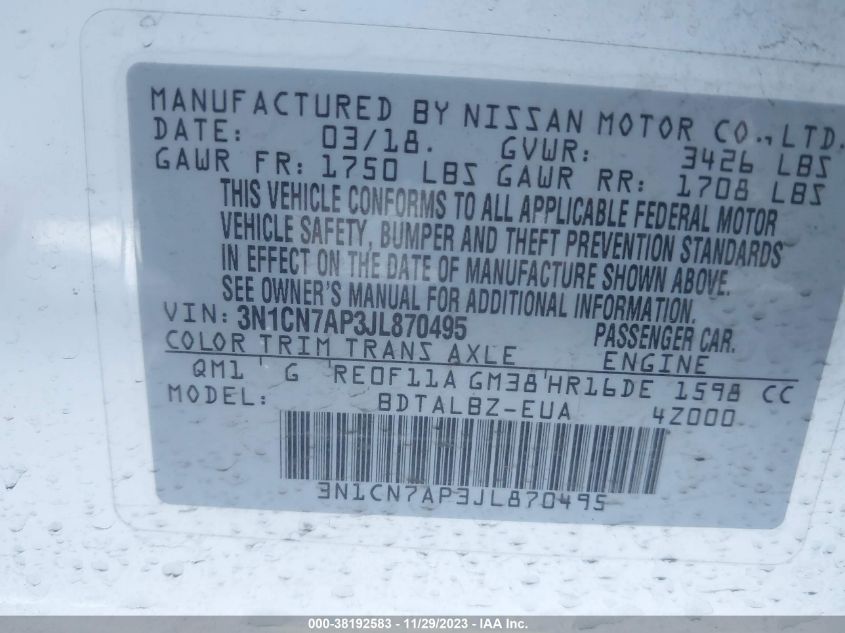 MANUFACTURED BY NISSAN MOTOR CO., LTD.
DATE: 03/18. GVWR: 3426 LBS
GAWR FR: 1750 LBS GAWR RR: 1708 LBS
THIS VEHICLE CONFORMS TO ALL APPLICABLE FEDERAL MOTOR
VEHICLE SAFETY, BUMPER AND THEFT PREVENTION STANDARDS
IN EFFECT ON THE DATE OF MANUFACTURE SHOWN ABOVE.
SEE OWNER'S MANUAL FOR ADDITIONAL INFORMATION.
VIN: 3N1CN7AP3JL870495 PASSENGER CAR.
COLOR TRIM TRANS AXLE ENGINE
QM1 G RE0F11A GM38 HR16DE 1598 CC
MODEL: BDTALBZ-EUA 4Z000
3N1CN7AP3JL870495
000-38192583 - 11/29/2023 - IAA Inc.